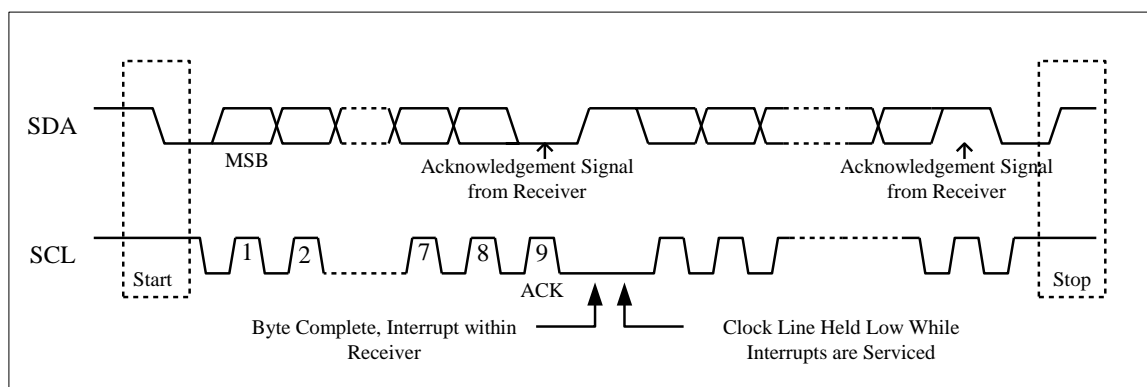 SDA
MSB
Acknowledgement Signal
from Receiver
Acknowledgement Signal
from Receiver
SCL
1
2
7
8
9
Start
ACK
Stop
Byte Complete, Interrupt within
Receiver
Clock Line Held Low While
Interrupts are Serviced